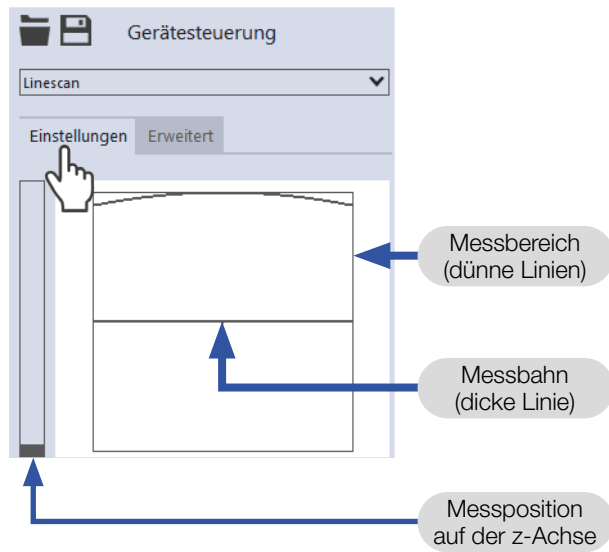 Gerätesteuerung
Linescan
Einstellungen Erweitert
Messbereich
(dünne Linien)
Messbahn
(dicke Linie)
Messposition
auf der z-Achse